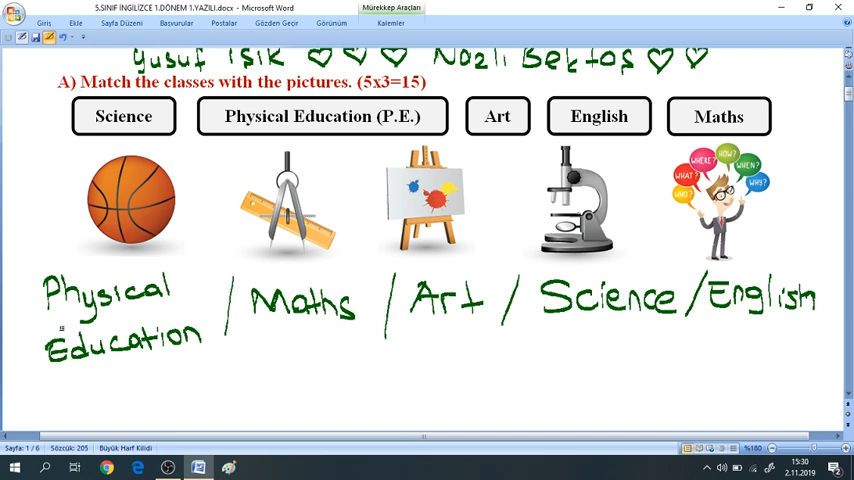 5.SINIF İNGİLİZCE 1.DÖNEM 1.YAZILI.docx - Microsoft Word
Mürekkep Araçları
Giriş Ekle Sayfa Düzeni Başvurular Postalar Gözden Geçir Görünüm Kalemler
Yusuf Işık Nazlı Bektaş
A) Match the classes with the pictures. (5x3=15)
Science Physical Education (P.E.) Art English Maths
WHO? WHAT? WHERE? HOW? WHEN? WHY?
Physical / Maths / Art / Science / English
Education
Sayfa: 1 / 6 Sözcük: 205 Büyük Harf Kilidi %180
15:30
2.11.2019
2